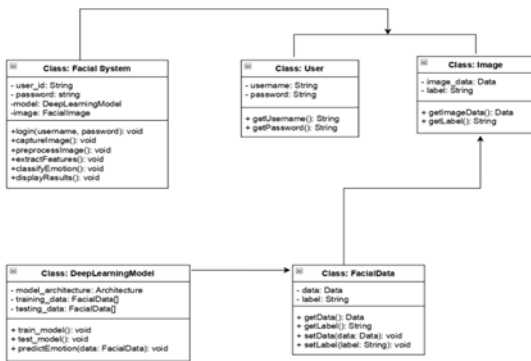 Class: Facial System
- user_id: String
- password: string
-model: DeepLearningModel
-image: FacialImage
+login(username, password): void
+captureImage(): void
+preprocessImage(): void
+extractFeatures(): void
+classifyEmotion(): void
+displayResults(): void
Class: User
- username: String
- password: String
+ getUsername(): String
+ getPassword(): String
Class: Image
- image_data: Data
- label: String
+ getImageData(): Data
+ getLabel(): String
Class: DeepLearningModel
- model_architecture: Architecture
- training_data: FacialData[]
- testing_data: FacialData[]
+ train_model(): void
+ test_model(): void
+ predictEmotion(data: FacialData): void
Class: FacialData
- data: Data
- label: String
+ getData(): Data
+ getLabel(): String
+ setData(data: Data): void
+ setLabel(label: String): void